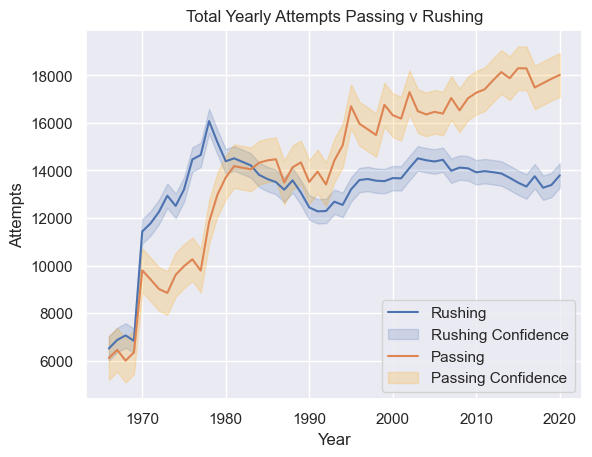 Total Yearly Attempts Passing v Rushing
Attempts
18000
16000
14000
12000
10000
8000
6000
Rushing
Rushing Confidence
Passing
Passing Confidence
1970 1980 1990 2000 2010 2020
Year